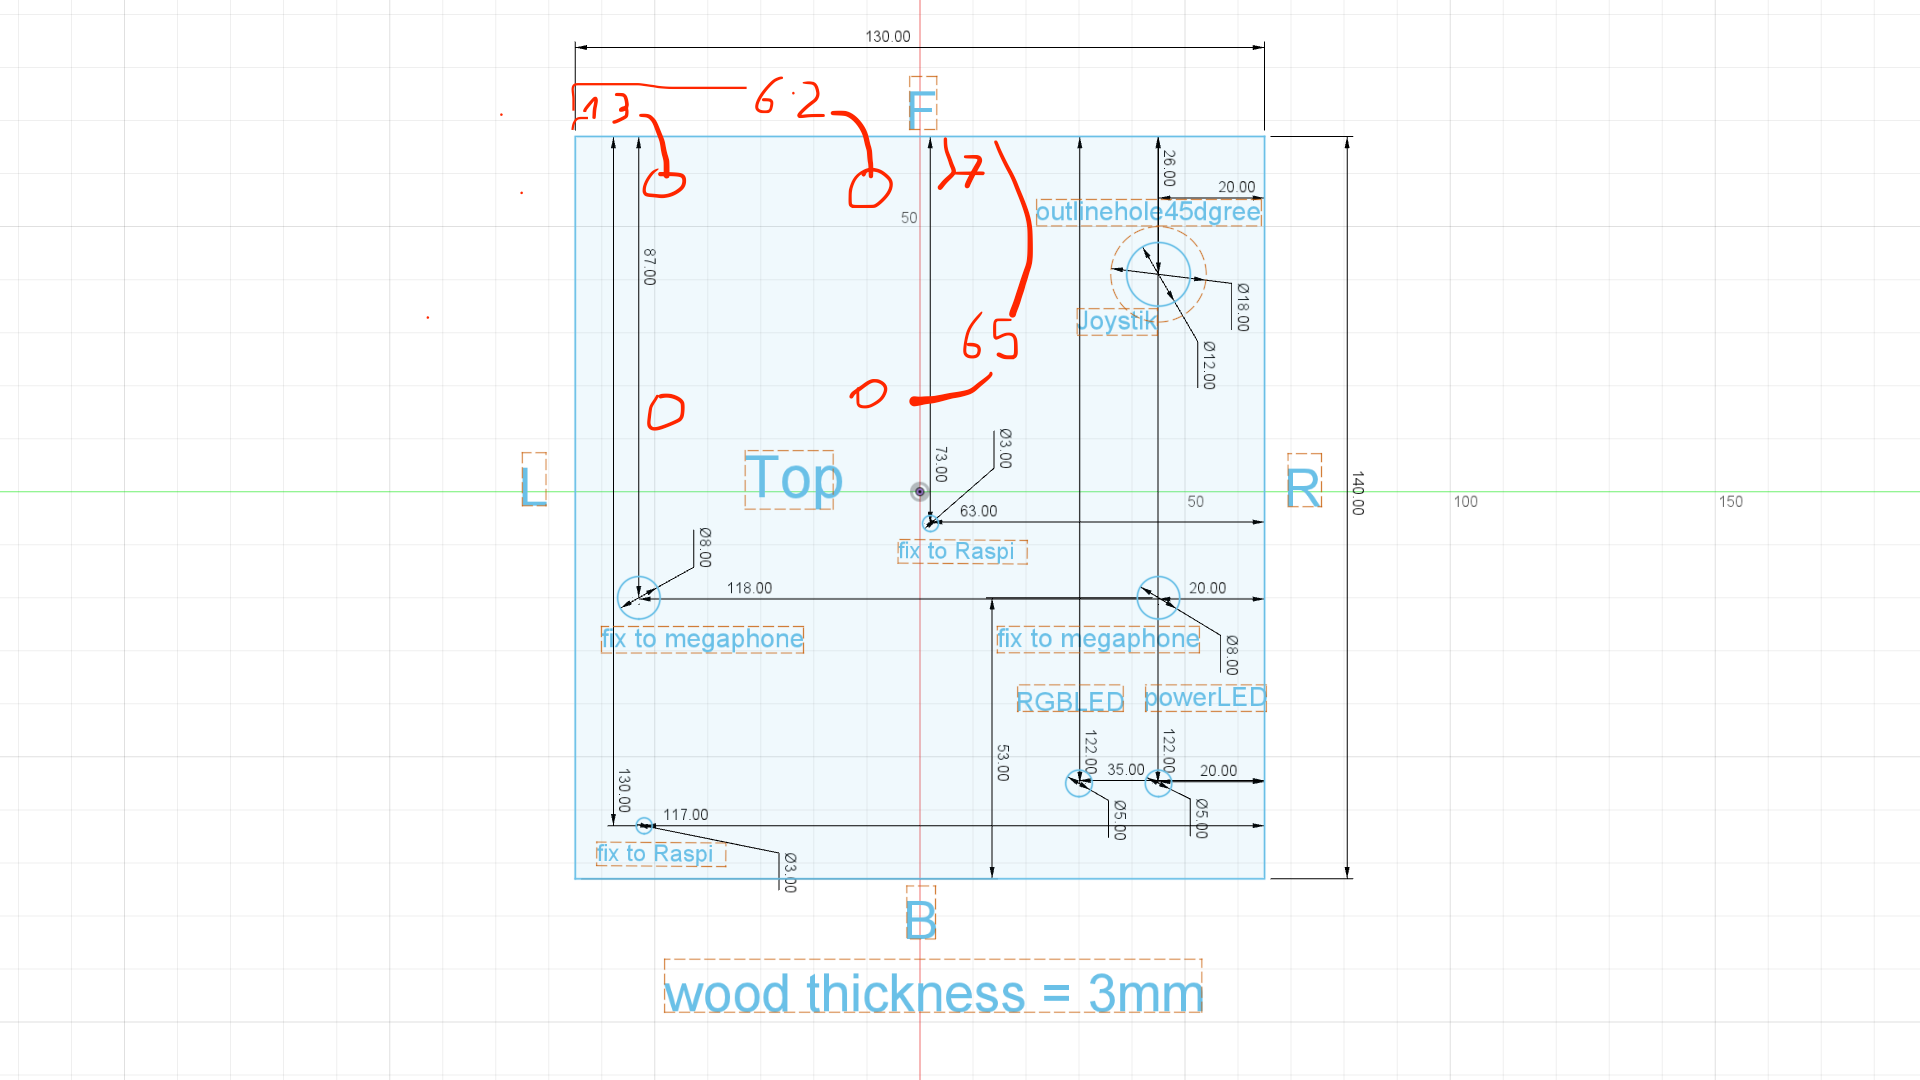 130.00
6.2
13
F
17
26.00
20.00
50
outlinehole45dgree
87.00
Ø18.00
Joystik
65
Ø12.00
Ø3.00
73.00
L
Top
R
50
100
150
140.00
63.00
fix to Raspi
Ø8.00
118.00
20.00
fix to megaphone
fix to megaphone
Ø8.00
RGBLED
powerLED
53.00
122.00
122.00
35.00
20.00
130.00
117.00
Ø5.00
Ø5.00
fix to Raspi
Ø3.00
B
wood thickness = 3mm